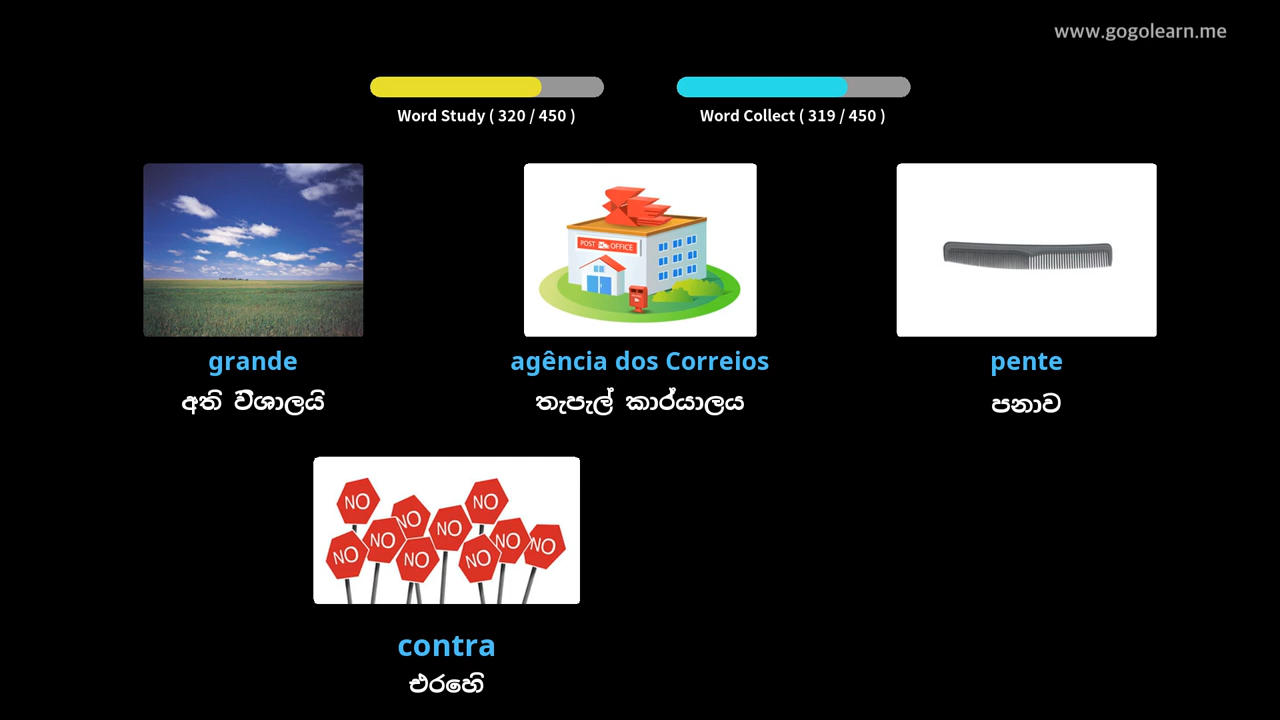 www.gogolearn.me
Word Study ( 320 / 450 )
Word Collect ( 319 / 450 )
POST OFFICE
grande
agência dos Correios
pente
අති විශාලයි
තැපැල් කාර්යාලය
පනාව
NO
NO
NO
NO
NO
NO
NO
NO
NO
NO
contra
එරෙහි